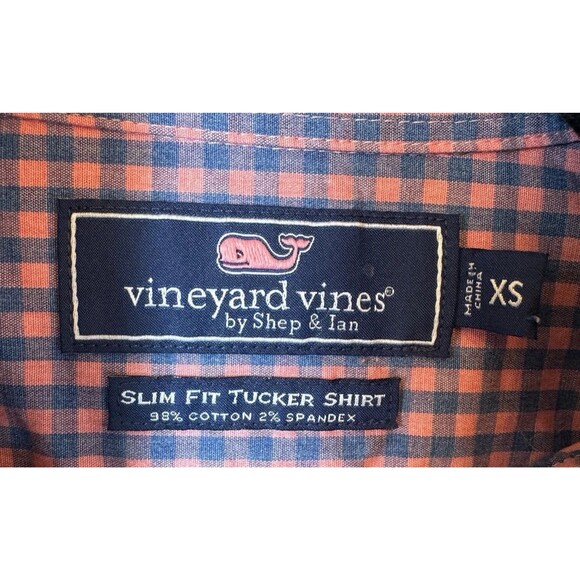 vineyard vines®
by Shep & Ian
MADE IN
CHINA
XS
SLIM FIT TUCKER SHIRT
98% COTTON 2% SPANDEX